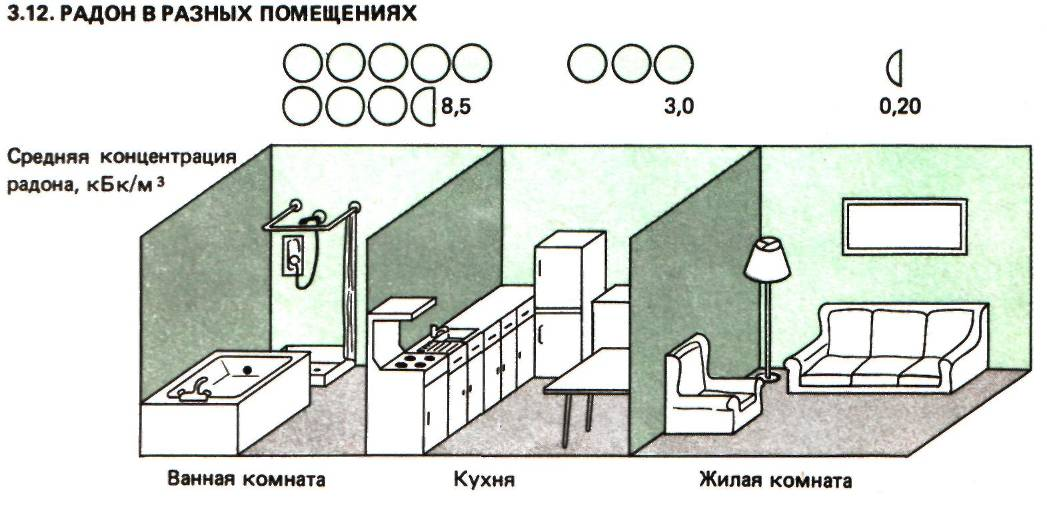 3.12. РАДОН В РАЗНЫХ ПОМЕЩЕНИЯХ
8,5
3,0
0,20
Средняя концентрация
радона, кБк/м³
Ванная комната
Кухня
Жилая комната